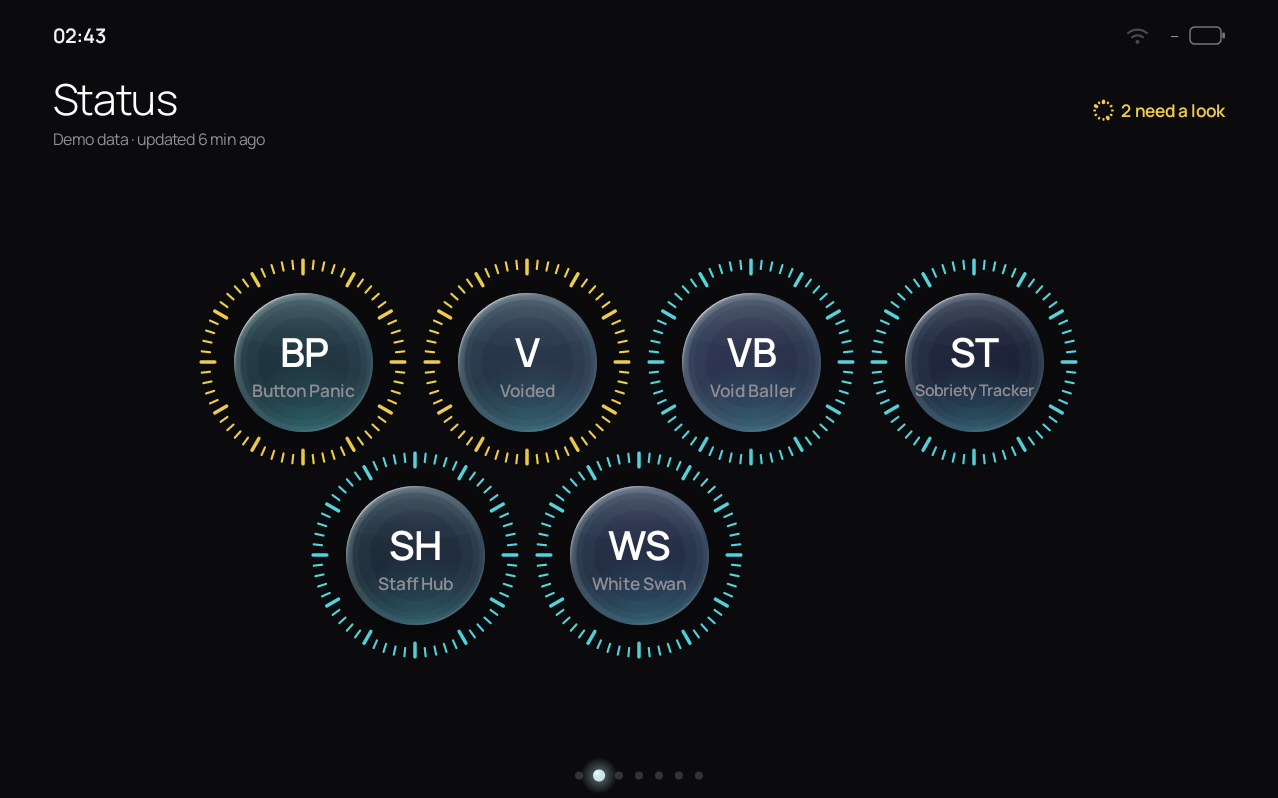 02:43
–
Status
Demo data · updated 6 min ago
2 need a look
BP
Button Panic
V
Voided
VB
Void Baller
ST
Sobriety Tracker
SH
Staff Hub
WS
White Swan